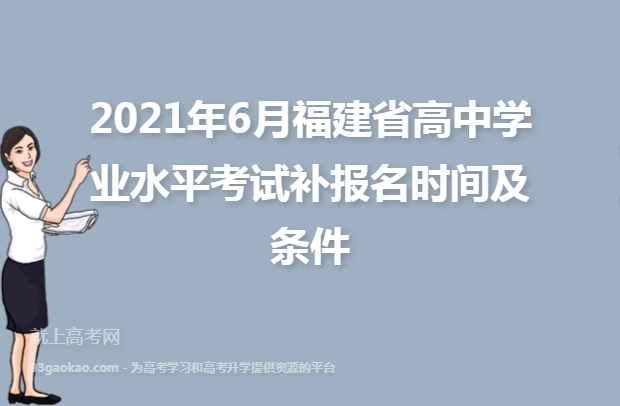 2021年6月福建省高中学
业水平考试补报名时间及
条件
就上高考网
93gaokao.com - 为高考学习和高考升学提供资源的平台